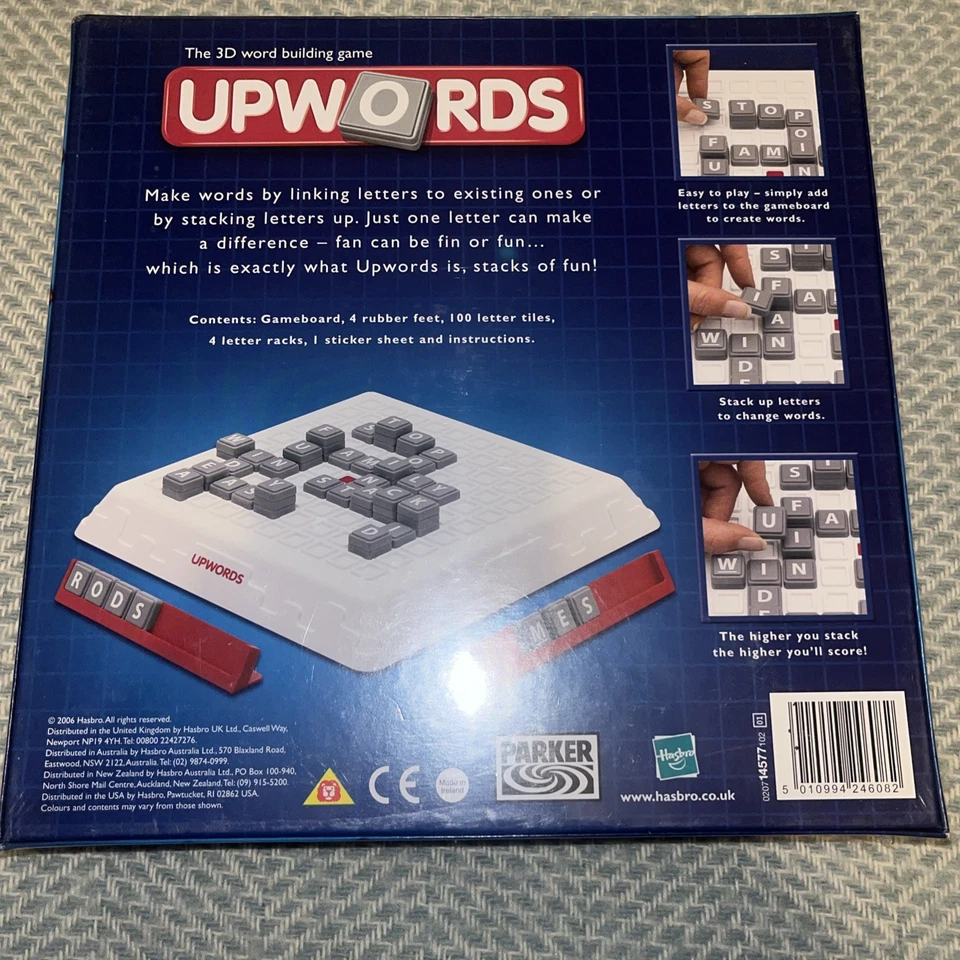 The 3D word building game
UPWORDS
Make words by linking letters to existing ones or
by stacking letters up. Just one letter can make
a difference – fan can be fin or fun...
which is exactly what Upwords is, stacks of fun!
Contents: Gameboard, 4 rubber feet, 100 letter tiles,
4 letter racks, 1 sticker sheet and instructions.
UPWORDS
RODS
MES
STOP
O
I
N
F
U
FAMI
Easy to play – simply add
letters to the gameboard
to create words.
S
F
I
A
A
WIN
D
E
Stack up letters
to change words.
S
F
U
A
I
WIN
D
E
The higher you stack
the higher you'll score!
© 2006 Hasbro. All rights reserved.
Distributed in the United Kingdom by Hasbro UK Ltd., Caswell Way,
Newport NP19 4YH. Tel: 00800 22427276.
Distributed in Australia by Hasbro Australia Ltd., 570 Blaxland Road,
Eastwood, NSW 2122, Australia. Tel: (02) 9874-0999.
Distributed in New Zealand by Hasbro Australia Ltd., PO Box 100-940,
North Shore Mail Centre, Auckland, New Zealand. Tel: (09) 915-5200.
Distributed in the USA by Hasbro, Pawtucket, RI 02862 USA.
Colours and contents may vary from those shown.
CE
Made in
Ireland
PARKER
Hasbro
www.hasbro.co.uk
020714577102 01
5 010994 246082